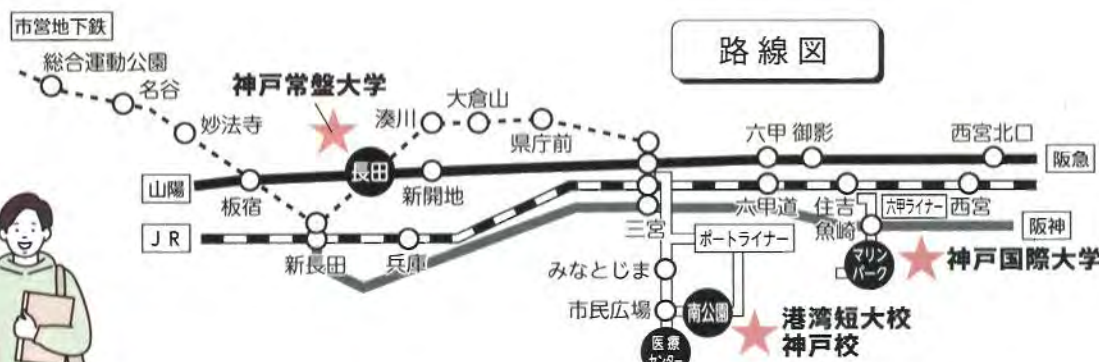 市営地下鉄
路線図
総合運動公園
名谷
妙法寺
神戸常盤大学
湊川
大倉山
県庁前
六甲
御影
西宮北口
阪急
山陽
板宿
長田
新開地
JR
新長田
兵庫
三宮
六甲道
住吉
六甲ライナー
西宮
魚崎
阪神
ポートライナー
マリン
パーク
神戸国際大学
みなとじま
市民広場
南公園
港湾短大校
神戸校
医療
センター